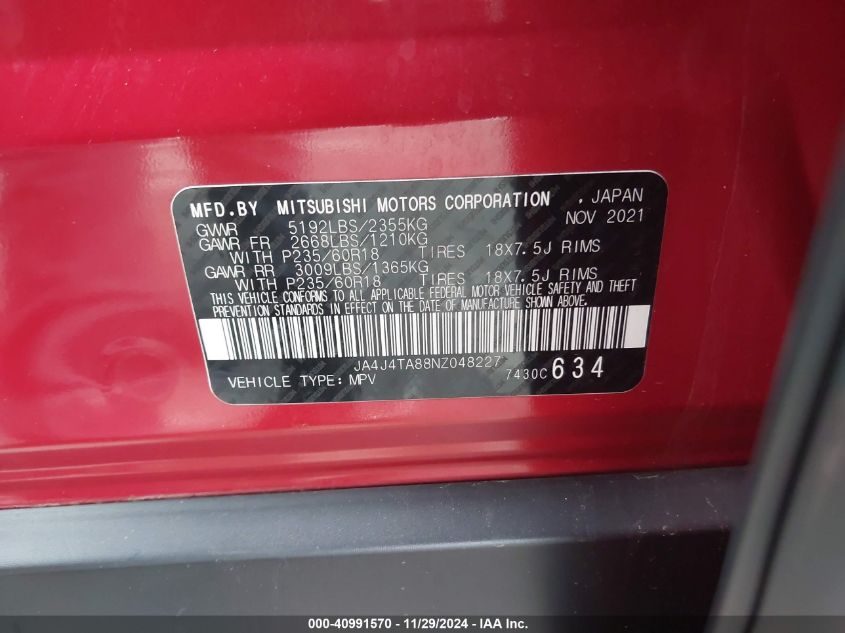 MFD.BY MITSUBISHI MOTORS CORPORATION , JAPAN
GVWR 5192LBS/2355KG NOV 2021
GAWR FR 2668LBS/1210KG
WITH P235/60R18 TIRES 18X7.5J RIMS
GAWR RR 3009LBS/1365KG
WITH P235/60R18 TIRES 18X7.5J RIMS
THIS VEHICLE CONFORMS TO ALL APPLICABLE FEDERAL MOTOR VEHICLE SAFETY AND THEFT
PREVENTION STANDARDS IN EFFECT ON THE DATE OF MANUFACTURE SHOWN ABOVE.
JA4J4TA88NZ048227
VEHICLE TYPE: MPV 7430C 634
000-40991570 - 11/29/2024 - IAA Inc.